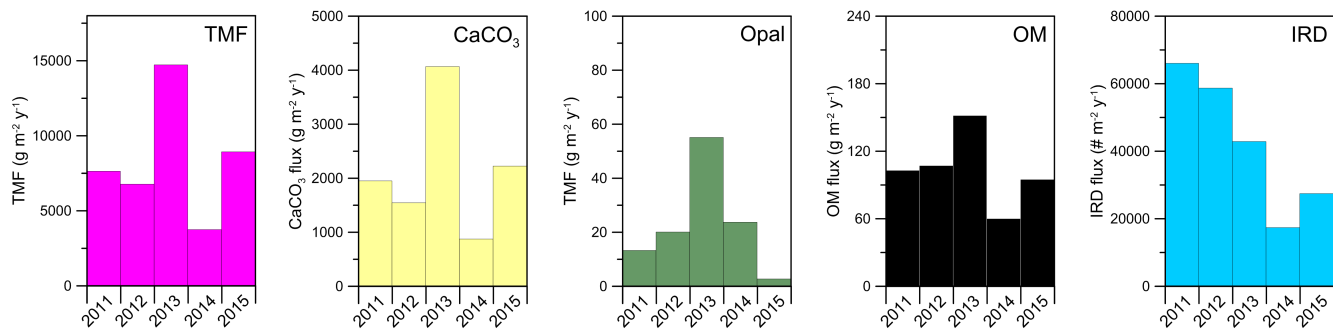 TMF
TMF (g m⁻² y⁻¹)
15000
10000
5000
0
2011 2012 2013 2014 2015
CaCO₃
CaCO₃ flux (g m⁻² y⁻¹)
5000
4000
3000
2000
1000
0
2011 2012 2013 2014 2015
Opal
TMF (g m⁻² y⁻¹)
100
80
60
40
20
0
2011 2012 2013 2014 2015
OM
OM flux (g m⁻² y⁻¹)
240
180
120
60
0
2011 2012 2013 2014 2015
IRD
IRD flux (# m⁻² y⁻¹)
80000
60000
40000
20000
0
2011 2012 2013 2014 2015